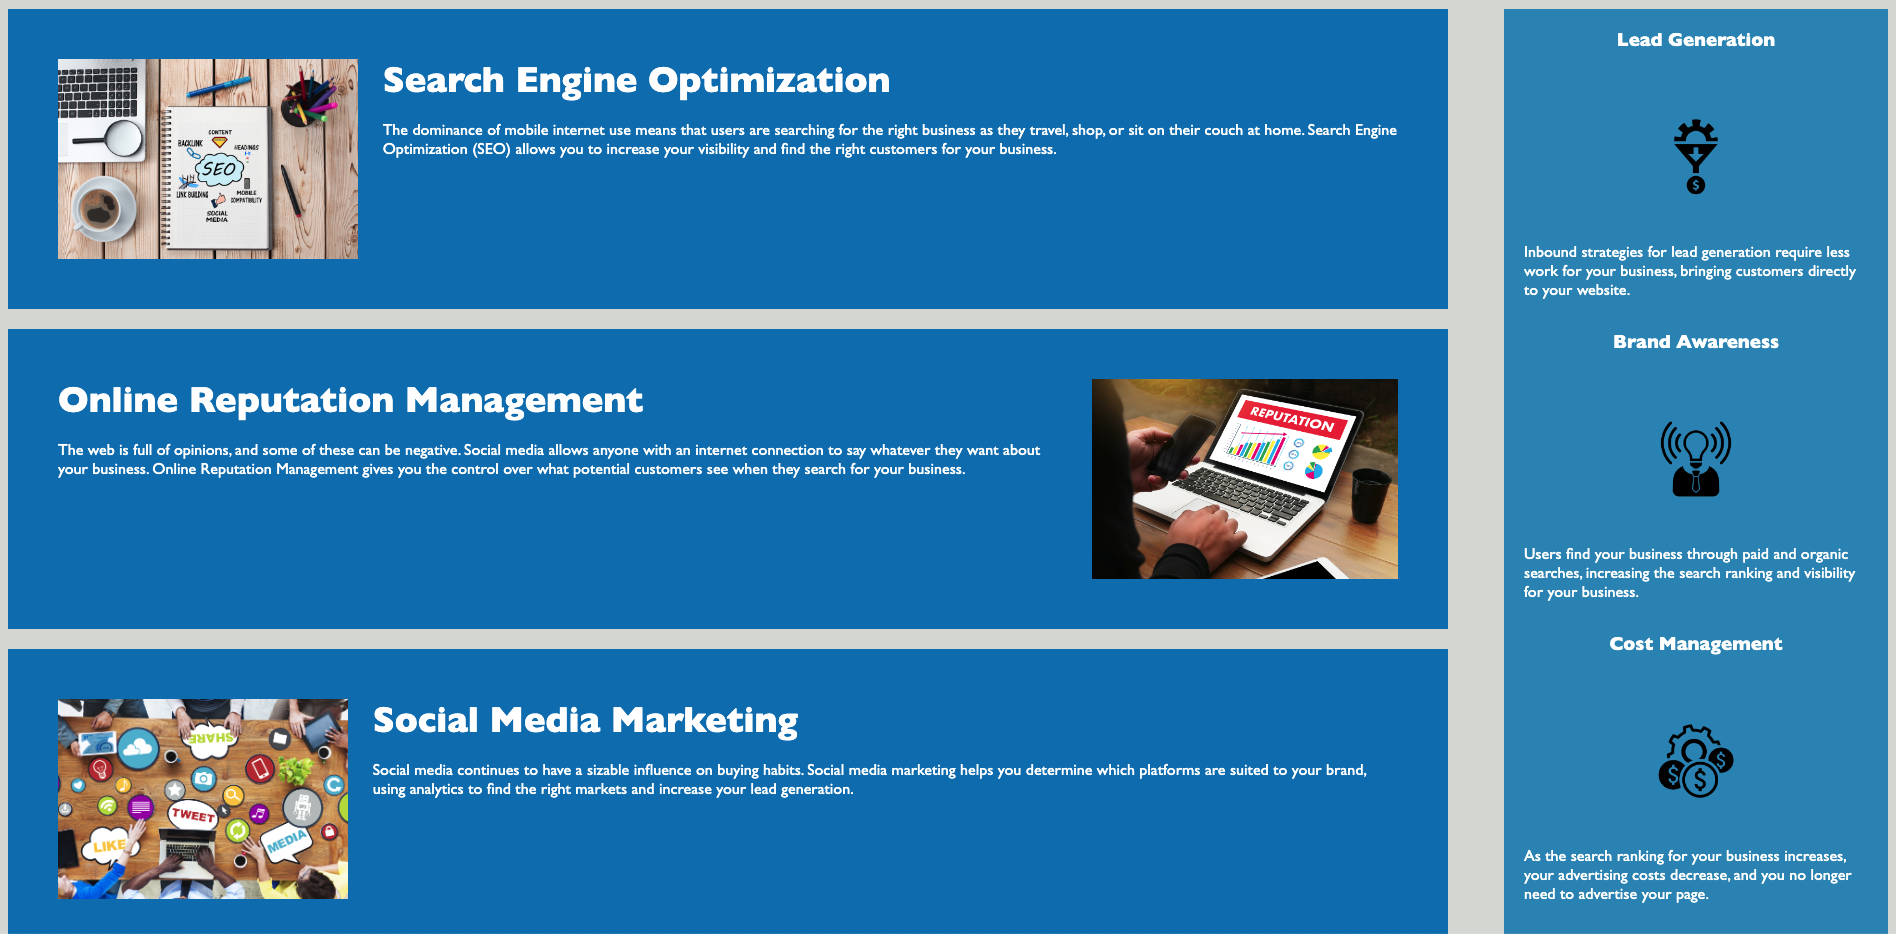 Search Engine Optimization
The dominance of mobile internet use means that users are searching for the right business as they travel, shop, or sit on their couch at home. Search Engine
Optimization (SEO) allows you to increase your visibility and find the right customers for your business.
CONTENT
BACKLINK
HEADINGS
SEO
LINK BUILDING
MOBILE
COMPATIBILITY
SOCIAL
MEDIA
Online Reputation Management
The web is full of opinions, and some of these can be negative. Social media allows anyone with an internet connection to say whatever they want about
your business. Online Reputation Management gives you the control over what potential customers see when they search for your business.
REPUTATION
Social Media Marketing
Social media continues to have a sizable influence on buying habits. Social media marketing helps you determine which platforms are suited to your brand,
using analytics to find the right markets and increase your lead generation.
SHARE
TWEET
LIKE
MEDIA
Lead Generation
$
Inbound strategies for lead generation require less
work for your business, bringing customers directly
to your website.
Brand Awareness
Users find your business through paid and organic
searches, increasing the search ranking and visibility
for your business.
Cost Management
$ $ $
As the search ranking for your business increases,
your advertising costs decrease, and you no longer
need to advertise your page.